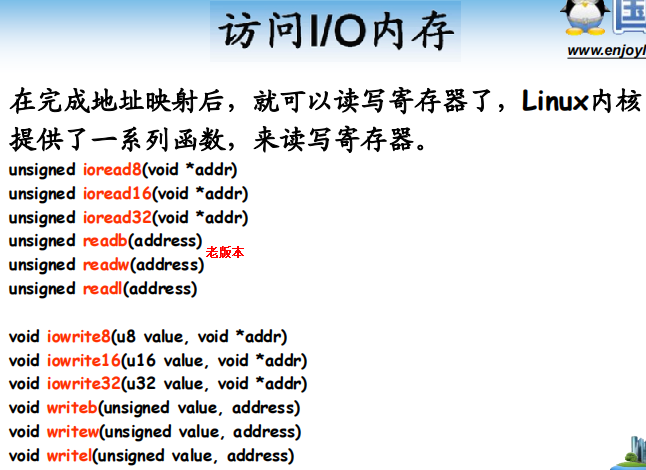 访问I/O内存
国
www.enjoyl
在完成地址映射后，就可以读写寄存器了，Linux内核
提供了一系列函数，来读写寄存器。
unsigned ioread8(void *addr)
unsigned ioread16(void *addr)
unsigned ioread32(void *addr)
unsigned readb(address)
老版本
unsigned readw(address)
unsigned readl(address)
void iowrite8(u8 value, void *addr)
void iowrite16(u16 value, void *addr)
void iowrite32(u32 value, void *addr)
void writeb(unsigned value, address)
void writew(unsigned value, address)
void writel(unsigned value, address)